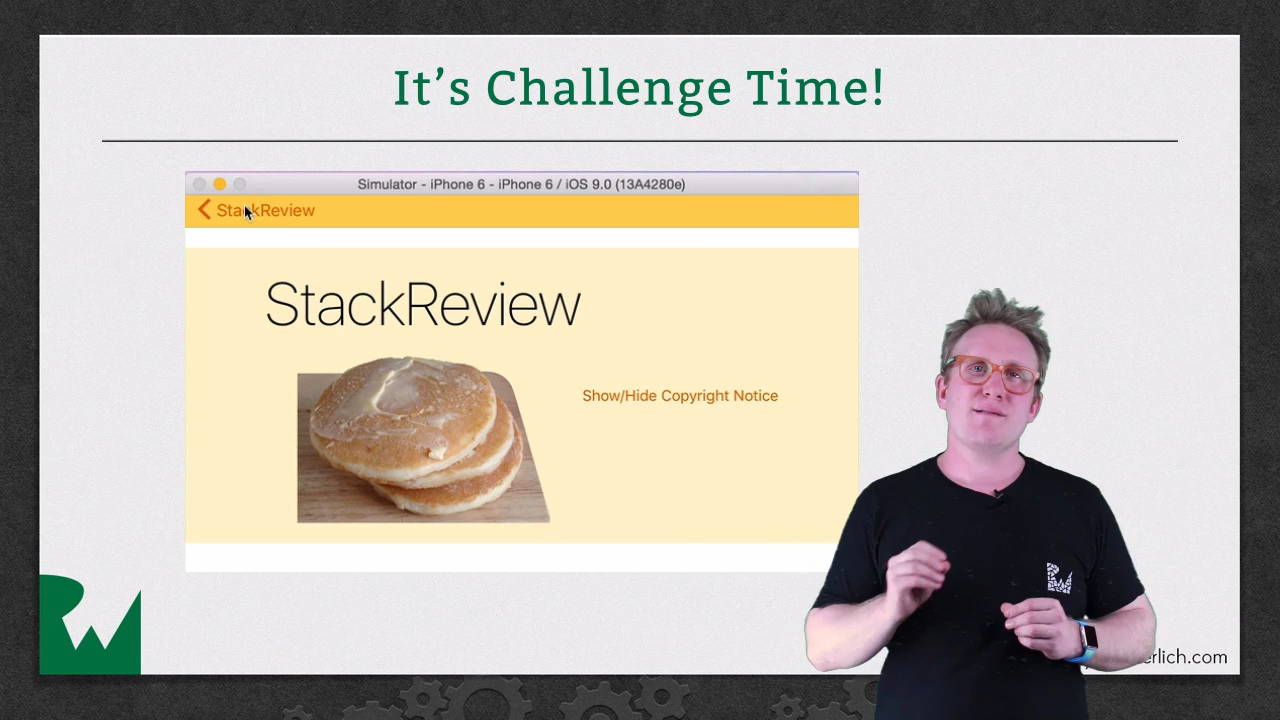 It's Challenge Time!
Simulator - iPhone 6 - iPhone 6 / iOS 9.0 (13A4280e)
StackReview
StackReview
Show/Hide Copyright Notice
RW
erlich.com